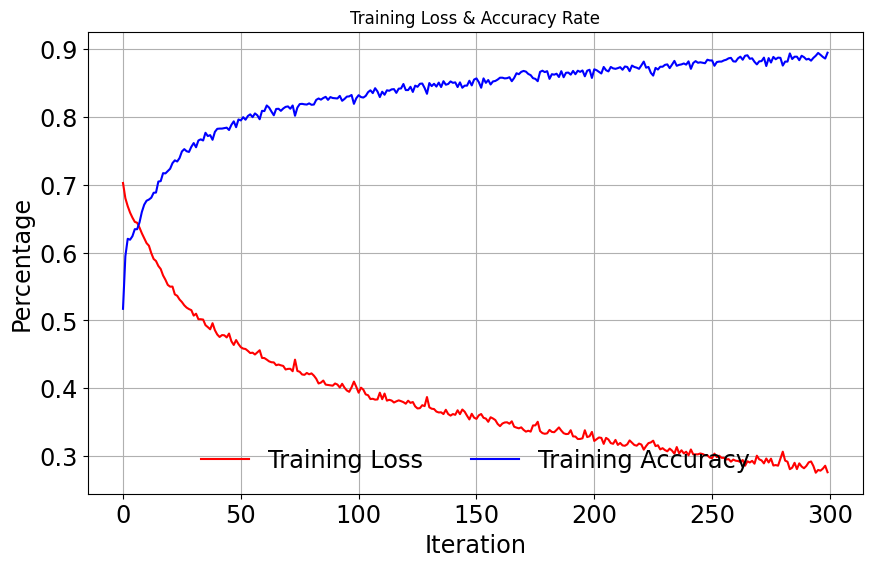 Training Loss & Accuracy Rate
Percentage
0.9
0.8
0.7
0.6
0.5
0.4
0.3
Training Loss
Training Accuracy
0 50 100 150 200 250 300
Iteration